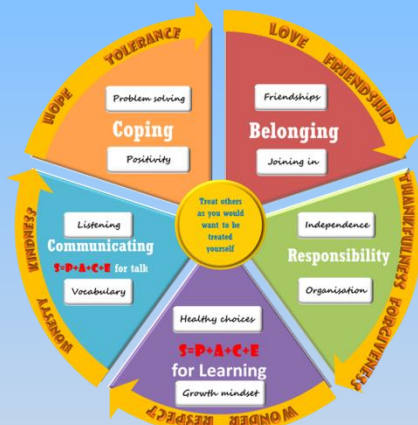 HOPE TOLERANCE
LOVE FRIENDSHIP
THANKFULNESS FORGIVENESS
WONDER RESPECT
HONESTY KINDNESS
Problem solving
Coping
Positivity
Friendships
Belonging
Joining in
Treat others
as you would
want to be
treated
yourself
Listening
Communicating
S=P+A+C+E for talk
Vocabulary
Independence
Responsibility
Organisation
Healthy choices
S=P+A+C+E
for Learning
Growth mindset